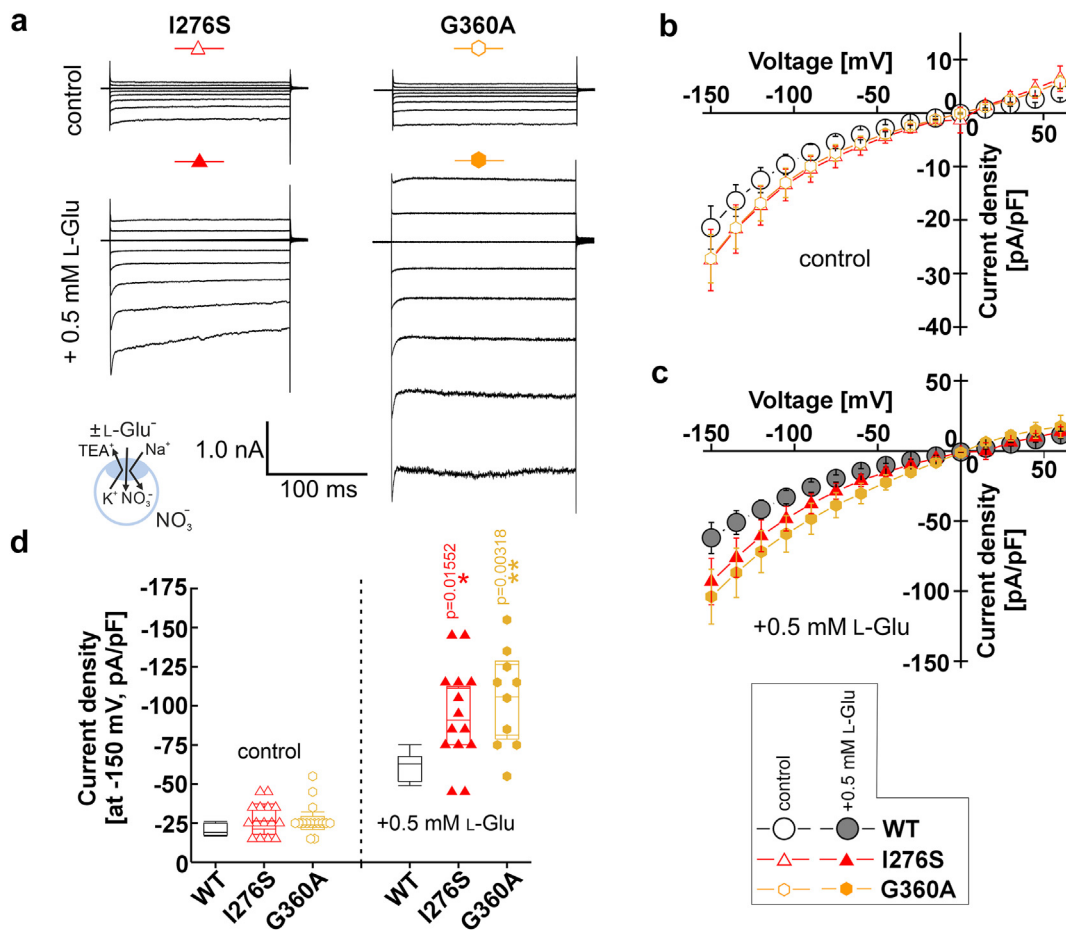 a
I276S
G360A
control
+ 0.5 mM L-Glu
1.0 nA
100 ms
±L-Glu⁻
TEA⁺
Na⁺
K⁺
NO₃⁻
NO₃⁻
b
Voltage [mV]
-150
-100
-50
0
50
10
0
-10
-20
-30
-40
Current density
[pA/pF]
control
c
Voltage [mV]
-150
-100
-50
0
50
50
0
-50
-100
-150
Current density
[pA/pF]
+0.5 mM L-Glu
d
Current density
[at -150 mV, pA/pF]
-175
-150
-125
-100
-75
-50
-25
0
control
+0.5 mM L-Glu
p=0.01552
*
p=0.00318
**
WT
I276S
G360A
WT
I276S
G360A
control
+0.5 mM L-Glu
WT
I276S
G360A